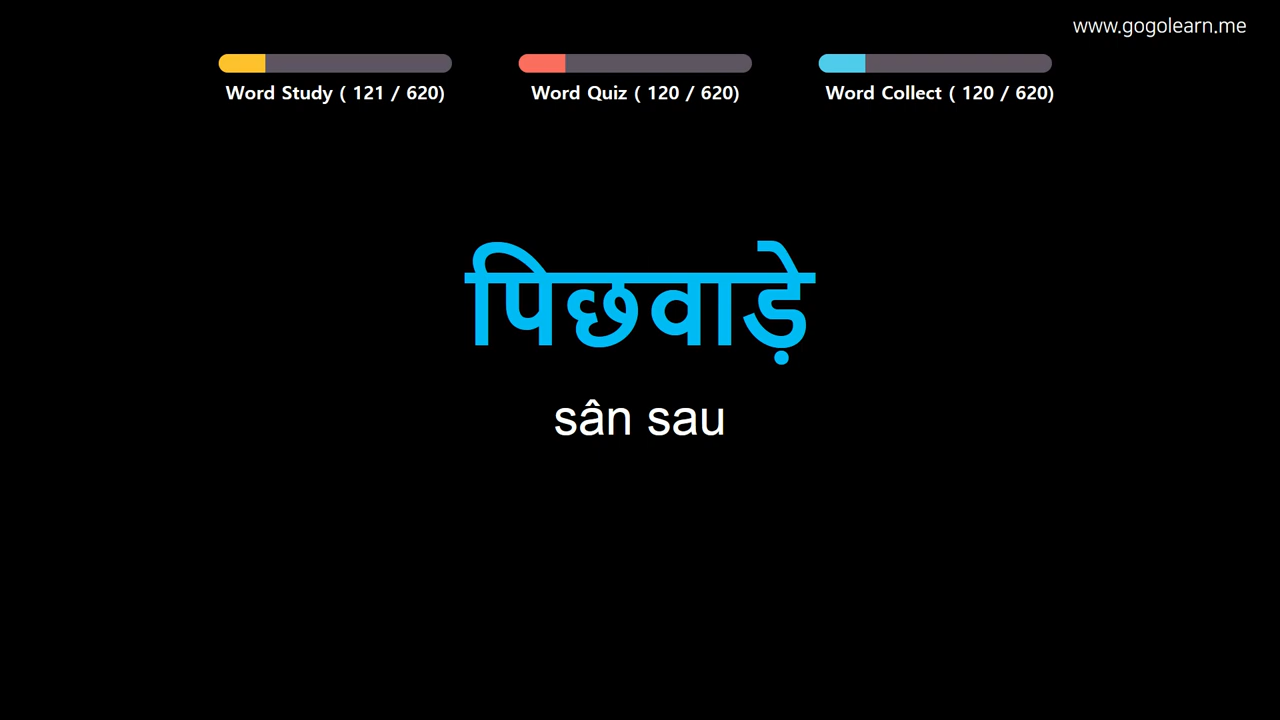 www.gogolearn.me
Word Study ( 121 / 620)
Word Quiz ( 120 / 620)
Word Collect ( 120 / 620)
पिछवाड़े
sân sau